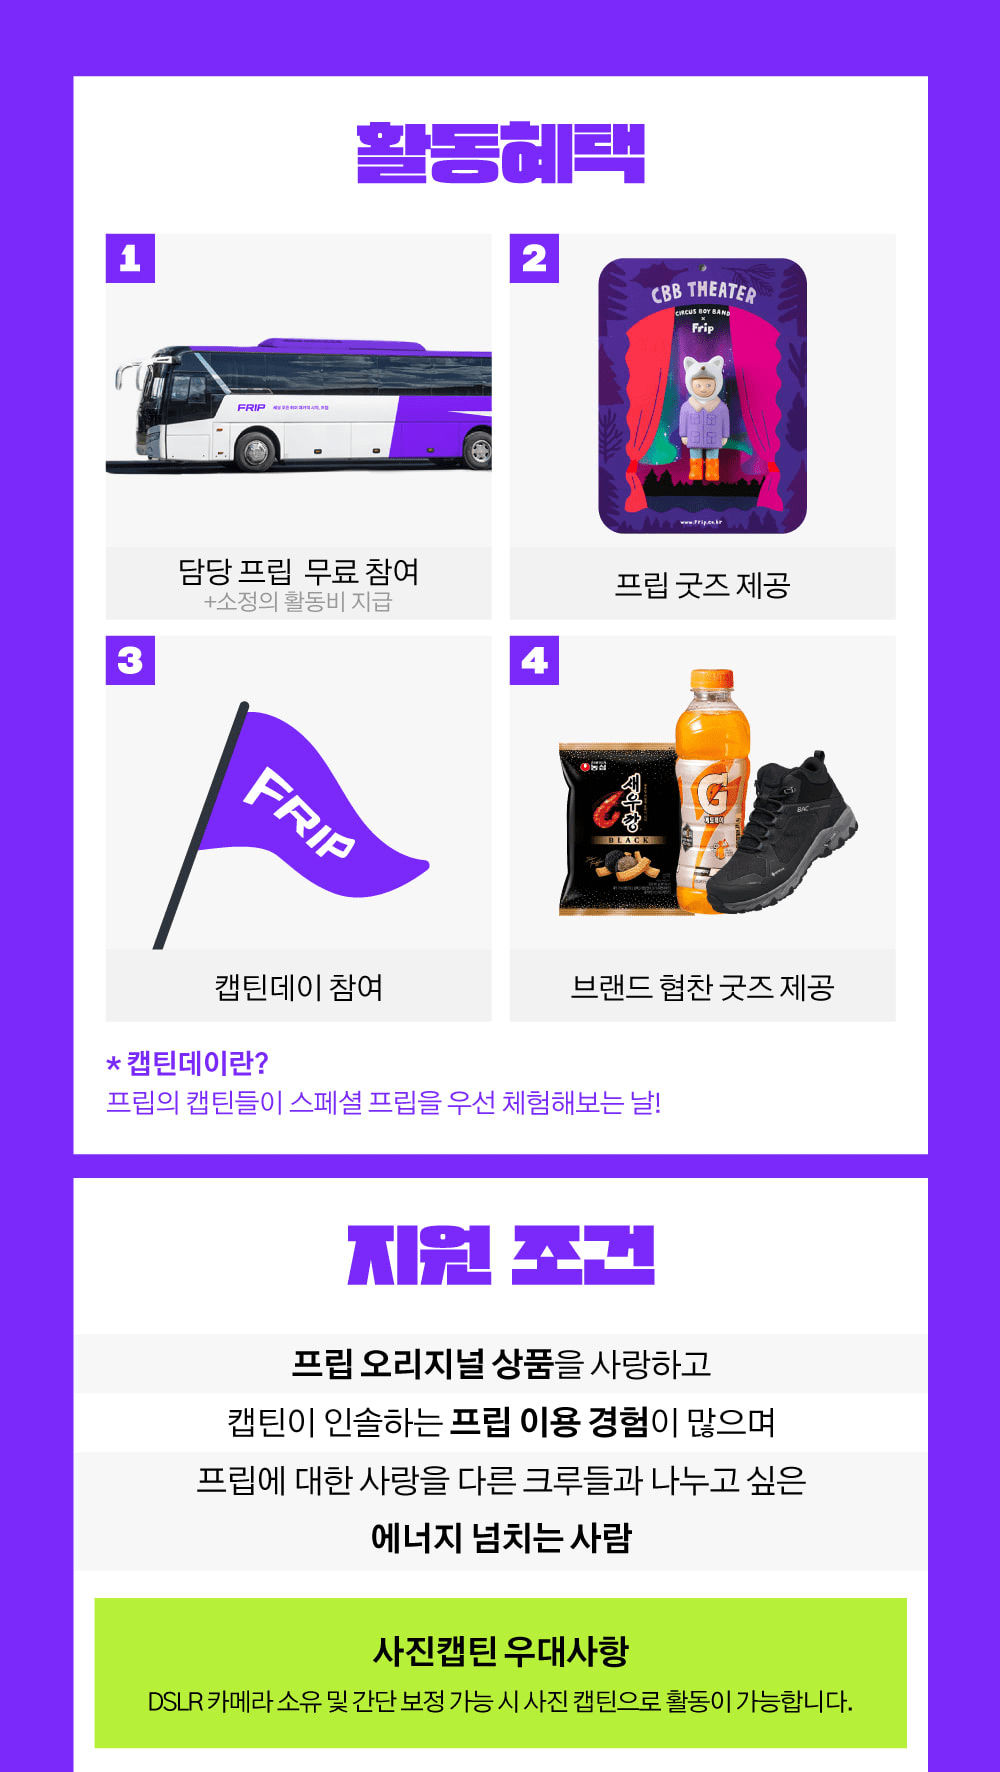 활동혜택
1
FRIP
2
CBB THEATER
CIRCUS BOY BAND
x
Frip
www.Frip.co.kr
담당 프립 무료 참여
+소정의 활동비 지급
프립 굿즈 제공
3
FRIP
4
농심
새우깡
BLACK
G
게토레이
BAC
캡틴데이 참여
브랜드 협찬 굿즈 제공
* 캡틴데이란?
프립의 캡틴들이 스페셜 프립을 우선 체험해보는 날!
지원 조건
프립 오리지널 상품을 사랑하고
캡틴이 인솔하는 프립 이용 경험이 많으며
프립에 대한 사랑을 다른 크루들과 나누고 싶은
에너지 넘치는 사람
사진캡틴 우대사항
DSLR 카메라 소유 및 간단 보정 가능 시 사진 캡틴으로 활동이 가능합니다.